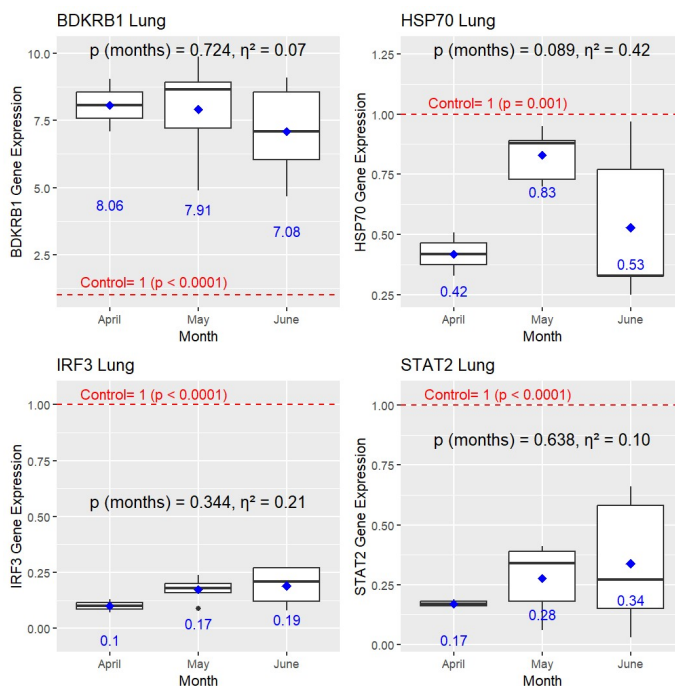 BDKRB1 Lung
p (months) = 0.724, η² = 0.07
10.0
7.5
5.0
2.5
BDKRB1 Gene Expression
8.06
7.91
7.08
Control= 1 (p < 0.0001)
April May June
Month
HSP70 Lung
p (months) = 0.089, η² = 0.42
1.25
1.00
0.75
0.50
0.25
HSP70 Gene Expression
Control= 1 (p = 0.001)
0.42
0.83
0.53
April May June
Month
IRF3 Lung
Control= 1 (p < 0.0001)
1.00
0.75
0.50
0.25
0.00
IRF3 Gene Expression
p (months) = 0.344, η² = 0.21
0.1
0.17
0.19
April May June
Month
STAT2 Lung
Control= 1 (p < 0.0001)
1.00
0.75
0.50
0.25
0.00
STAT2 Gene Expression
p (months) = 0.638, η² = 0.10
0.17
0.28
0.34
April May June
Month